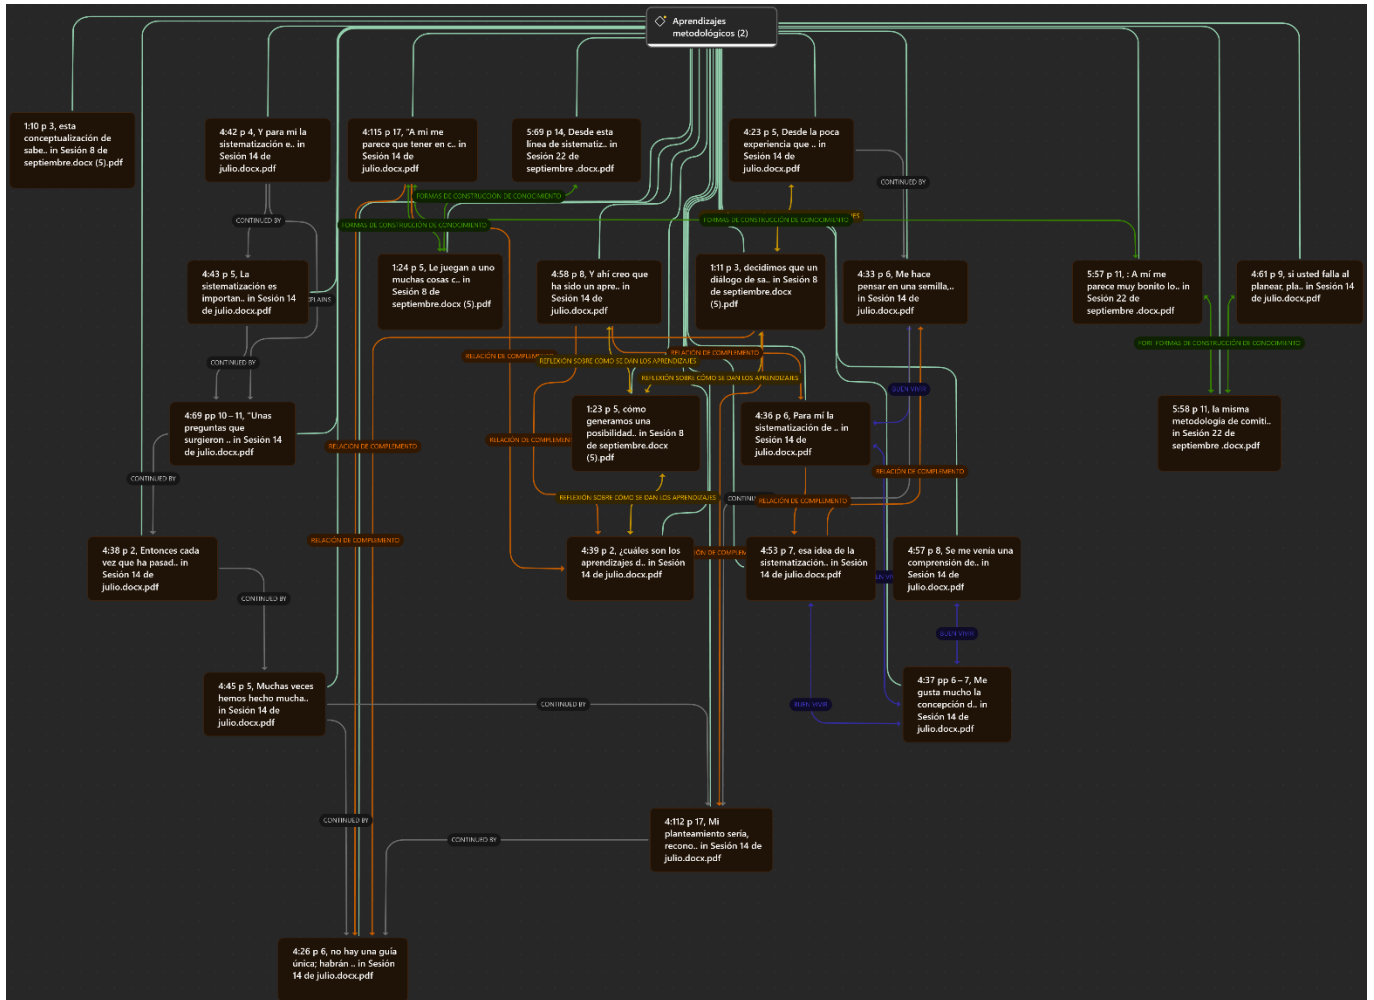 Aprendizajes
metodológicos (2)
1:10 p 3, esta
conceptualización de
sabe.. in Sesión 8 de
septiembre.docx (5).pdf
4:42 p 4, Y para mi la
sistematización e.. in
Sesión 14 de
julio.docx.pdf
4:115 p 17, "A mi me
parece que tener en c.. in
Sesión 14 de
julio.docx.pdf
5:69 p 14, Desde esta
línea de sistematiz.. in
Sesión 22 de
septiembre .docx.pdf
4:23 p 5, Desde la poca
experiencia que .. in
Sesión 14 de
julio.docx.pdf
CONTINUED BY
FORMAS DE CONSTRUCCIÓN DE CONOCIMIENTO
CONTINUED BY
FORMAS DE CONSTRUCCIÓN DE CONOCIMIENTO
FORMAS DE CONSTRUCCIÓN DE CONOCIMIENTO
4:43 p 5, La
sistematización es
importan.. in Sesión 14
de julio.docx.pdf
PLAINS
1:24 p 5, Le juegan a uno
muchas cosas c.. in
Sesión 8 de
septiembre.docx (5).pdf
4:58 p 8, Y ahí creo que
ha sido un apre.. in
Sesión 14 de
julio.docx.pdf
1:11 p 3, decidimos que un
diálogo de sa.. in Sesión 8
de septiembre.docx
(5).pdf
4:33 p 6, Me hace
pensar en una semilla,..
in Sesión 14 de
julio.docx.pdf
5:57 p 11, : A mí me
parece muy bonito lo.. in
Sesión 22 de
septiembre .docx.pdf
4:61 p 9, si usted falla al
planear, pla.. in Sesión 14
de julio.docx.pdf
CONTINUED BY
RELACIÓN DE COMPLEMENTO
RELACIÓN DE COMPLEMENTO
REFLEXIÓN SOBRE CÓMO SE DAN LOS APRENDIZAJES
REFLEXIÓN SOBRE CÓMO SE DAN LOS APRENDIZAJES
BUEN VIVIR
FORMAS DE CONSTRUCCIÓN DE CONOCIMIENTO
4:69 pp 10 – 11, "Unas
preguntas que
surgieron .. in Sesión 14
de julio.docx.pdf
1:23 p 5, cómo
generamos una
posibilidad.. in Sesión 8
de septiembre.docx
(5).pdf
4:36 p 6, Para mí la
sistematización de .. in
Sesión 14 de
julio.docx.pdf
5:58 p 11, la misma
metodología de comiti..
in Sesión 22 de
septiembre .docx.pdf
RELACIÓN DE COMPLEMENTO
RELACIÓN DE COMPLEMENT
RELACIÓN DE COMPLEMENTO
CONTINUED BY
REFLEXIÓN SOBRE CÓMO SE DAN LOS APRENDIZAJES
CONTINU
RELACIÓN DE COMPLEMENTO
RELACIÓN DE COMPLEMENTO
4:38 p 2, Entonces cada
vez que ha pasad.. in
Sesión 14 de
julio.docx.pdf
4:39 p 2, ¿cuáles son los
aprendizajes d.. in Sesión
14 de julio.docx.pdf
4:53 p 7, esa idea de la
sistematización.. in Sesión
14 de julio.docx.pdf
4:57 p 8, Se me venía una
comprensión de.. in
Sesión 14 de
julio.docx.pdf
CONTINUED BY
BUEN VIVIR
4:45 p 5, Muchas veces
hemos hecho mucha..
in Sesión 14 de
julio.docx.pdf
CONTINUED BY
BUEN VIVIR
4:37 pp 6 – 7, Me
gusta mucho la
concepción d.. in
Sesión 14 de
julio.docx.pdf
CONTINUED BY
CONTINUED BY
4:112 p 17, Mi
planteamiento sería,
recono.. in Sesión 14 de
julio.docx.pdf
4:26 p 6, no hay una guía
única; habrán .. in Sesión
14 de julio.docx.pdf